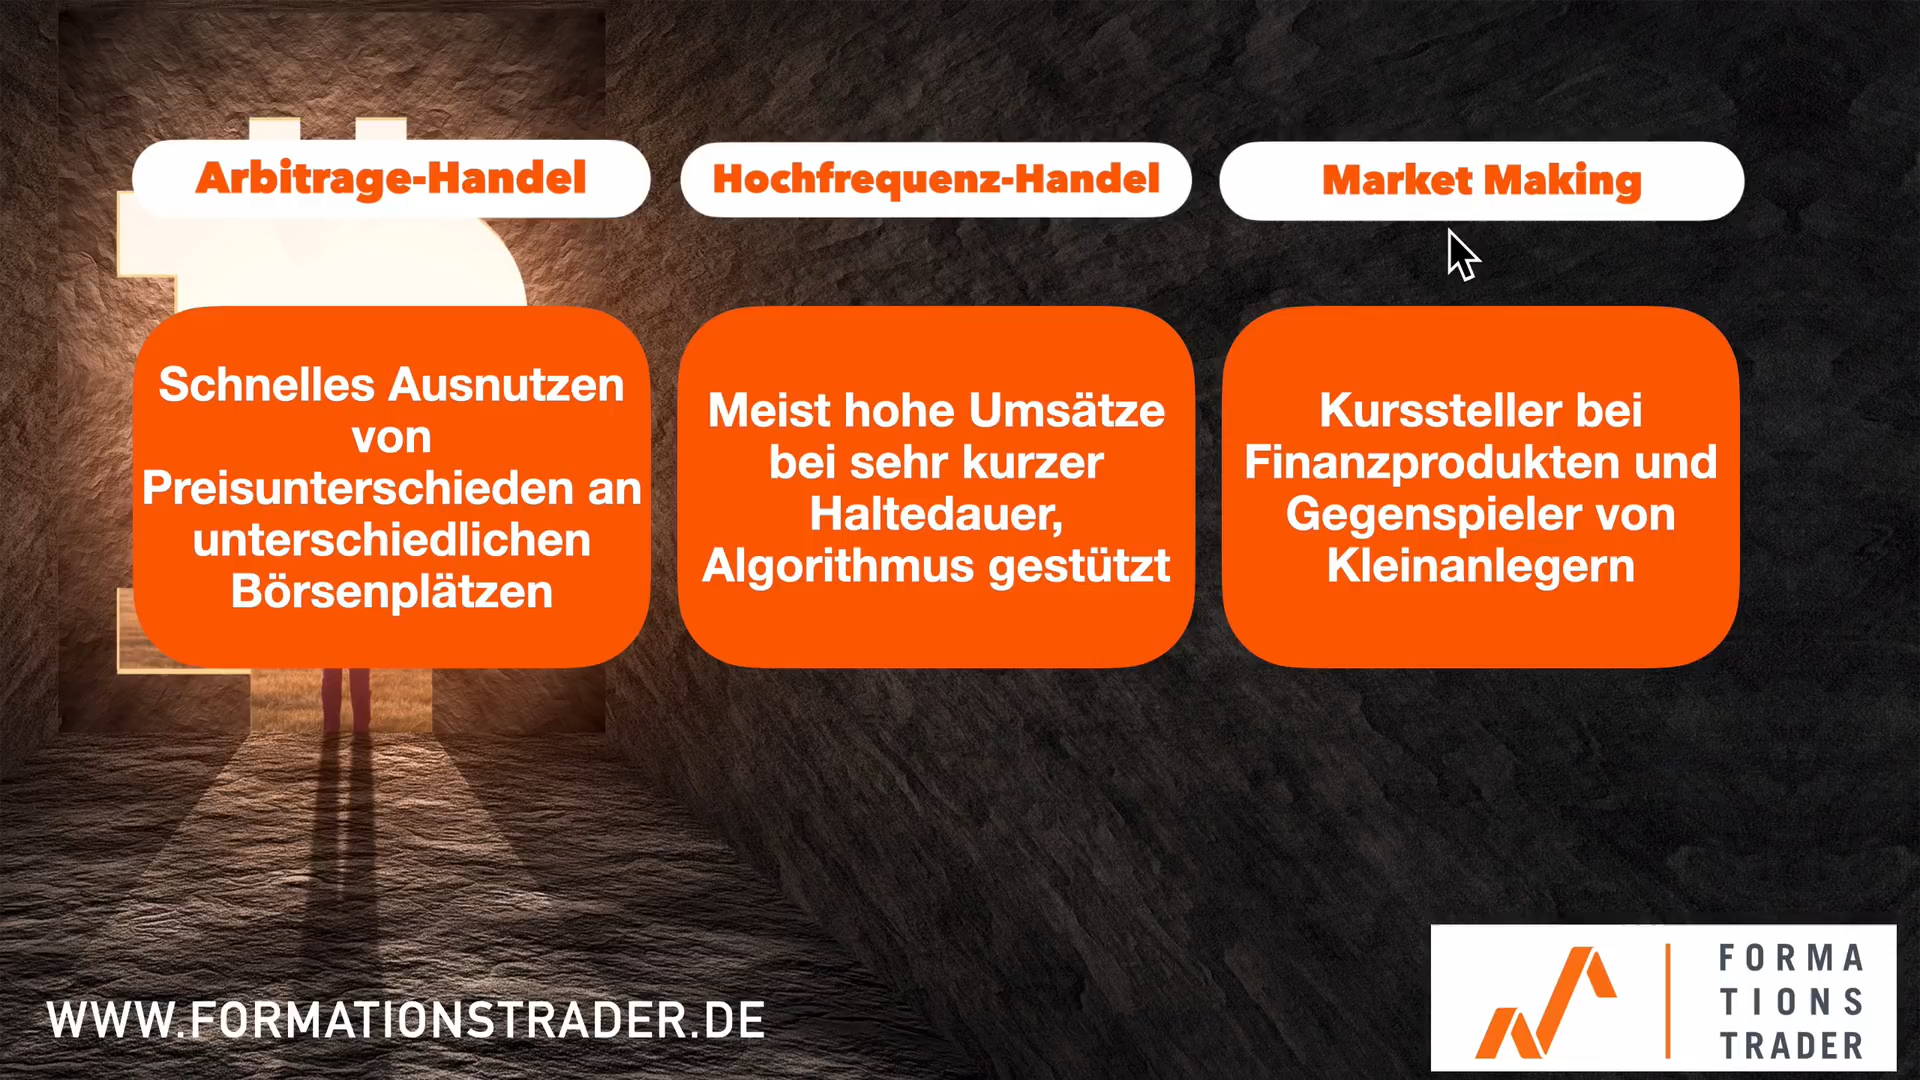 Arbitrage-Handel
Hochfrequenz-Handel
Market Making
Schnelles Ausnutzen
von
Preisunterschieden an
unterschiedlichen
Börsenplätzen
Meist hohe Umsätze
bei sehr kurzer
Haltedauer,
Algorithmus gestützt
Kurssteller bei
Finanzprodukten und
Gegenspieler von
Kleinanlegern
WWW.FORMATIONSTRADER.DE
FORMA
TIONS
TRADER